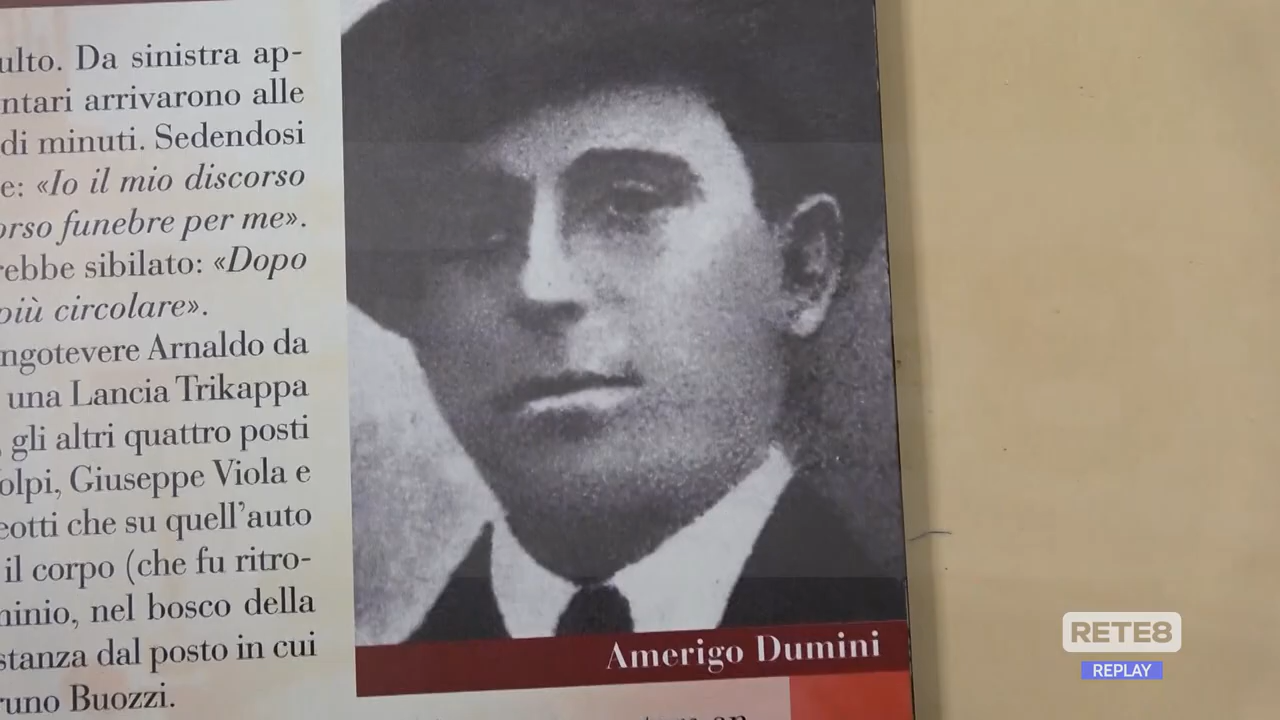 ulto. Da sinistra ap-
ntari arrivarono alle
di minuti. Sedendosi
e: «Io il mio discorso
orso funebre per me».
rebbe sibilato: «Dopo
più circolare».
ngotevere Arnaldo da
una Lancia Trikappa
, gli altri quattro posti
olpi, Giuseppe Viola e
eotti che su quell'auto
il corpo (che fu ritro-
minio, nel bosco della
stanza dal posto in cui
runo Buozzi.
Amerigo Dumini
RETE8
REPLAY